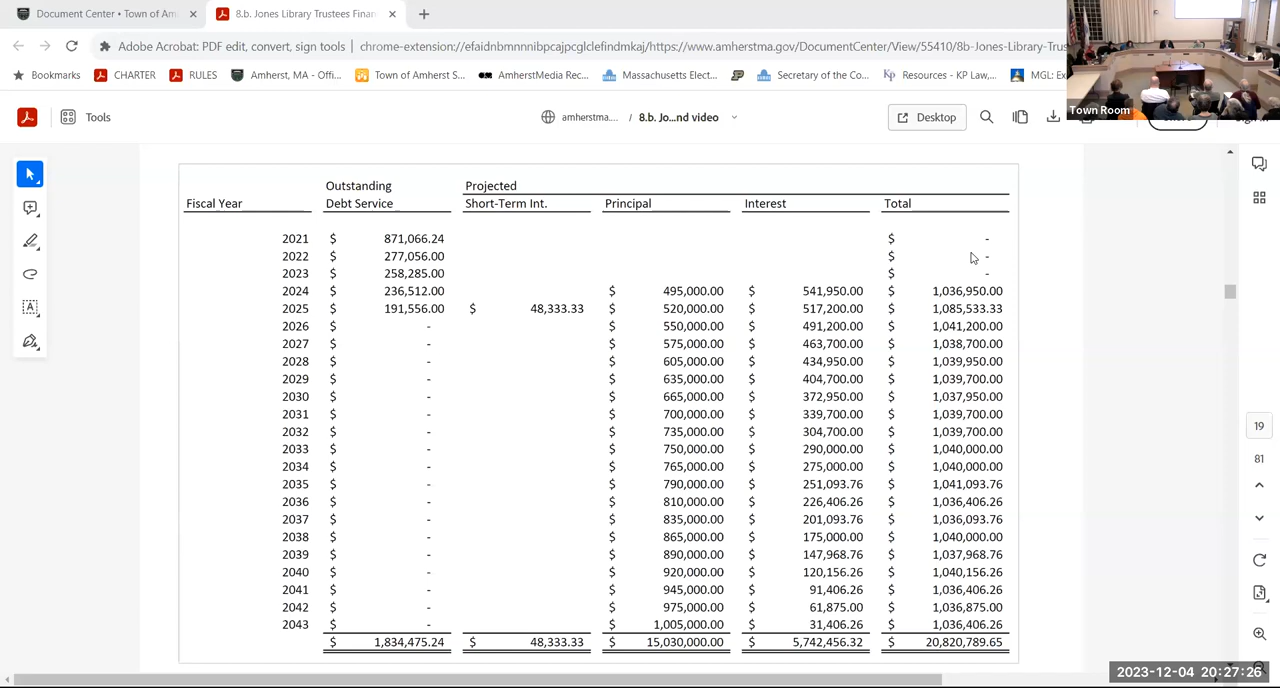 Document Center • Town of Am
8.b. Jones Library Trustees Finan
Adobe Acrobat: PDF edit, convert, sign tools | chrome-extension://efaidnbmnnnibpcajpcglclefindmkaj/https://www.amherstma.gov/DocumentCenter/View/55410/8b-Jones-Library-Trus
Bookmarks CHARTER RULES Amherst, MA - Offi... Town of Amherst S... AmherstMedia Rec... Massachusetts Elect... Secretary of the Co... Resources - KP Law,... MGL: Ex
Town Room
Tools amherstma.... / 8.b. Jo...nd video Desktop
Outstanding Projected
Fiscal Year Debt Service Short-Term Int. Principal Interest Total
2021 $ 871,066.24 $ -
2022 $ 277,056.00 $ -
2023 $ 258,285.00 $ -
2024 $ 236,512.00 $ 495,000.00 $ 541,950.00 $ 1,036,950.00
2025 $ 191,556.00 $ 48,333.33 $ 520,000.00 $ 517,200.00 $ 1,085,533.33
2026 $ - $ 550,000.00 $ 491,200.00 $ 1,041,200.00
2027 $ - $ 575,000.00 $ 463,700.00 $ 1,038,700.00
2028 $ - $ 605,000.00 $ 434,950.00 $ 1,039,950.00
2029 $ - $ 635,000.00 $ 404,700.00 $ 1,039,700.00
2030 $ - $ 665,000.00 $ 372,950.00 $ 1,037,950.00
2031 $ - $ 700,000.00 $ 339,700.00 $ 1,039,700.00
2032 $ - $ 735,000.00 $ 304,700.00 $ 1,039,700.00
2033 $ - $ 750,000.00 $ 290,000.00 $ 1,040,000.00
2034 $ - $ 765,000.00 $ 275,000.00 $ 1,040,000.00
2035 $ - $ 790,000.00 $ 251,093.76 $ 1,041,093.76
2036 $ - $ 810,000.00 $ 226,406.26 $ 1,036,406.26
2037 $ - $ 835,000.00 $ 201,093.76 $ 1,036,093.76
2038 $ - $ 865,000.00 $ 175,000.00 $ 1,040,000.00
2039 $ - $ 890,000.00 $ 147,968.76 $ 1,037,968.76
2040 $ - $ 920,000.00 $ 120,156.26 $ 1,040,156.26
2041 $ - $ 945,000.00 $ 91,406.26 $ 1,036,406.26
2042 $ - $ 975,000.00 $ 61,875.00 $ 1,036,875.00
2043 $ - $ 1,005,000.00 $ 31,406.26 $ 1,036,406.26
$ 1,834,475.24 $ 48,333.33 $ 15,030,000.00 $ 5,742,456.32 $ 20,820,789.65
19
81
2023-12-04 20:27:26